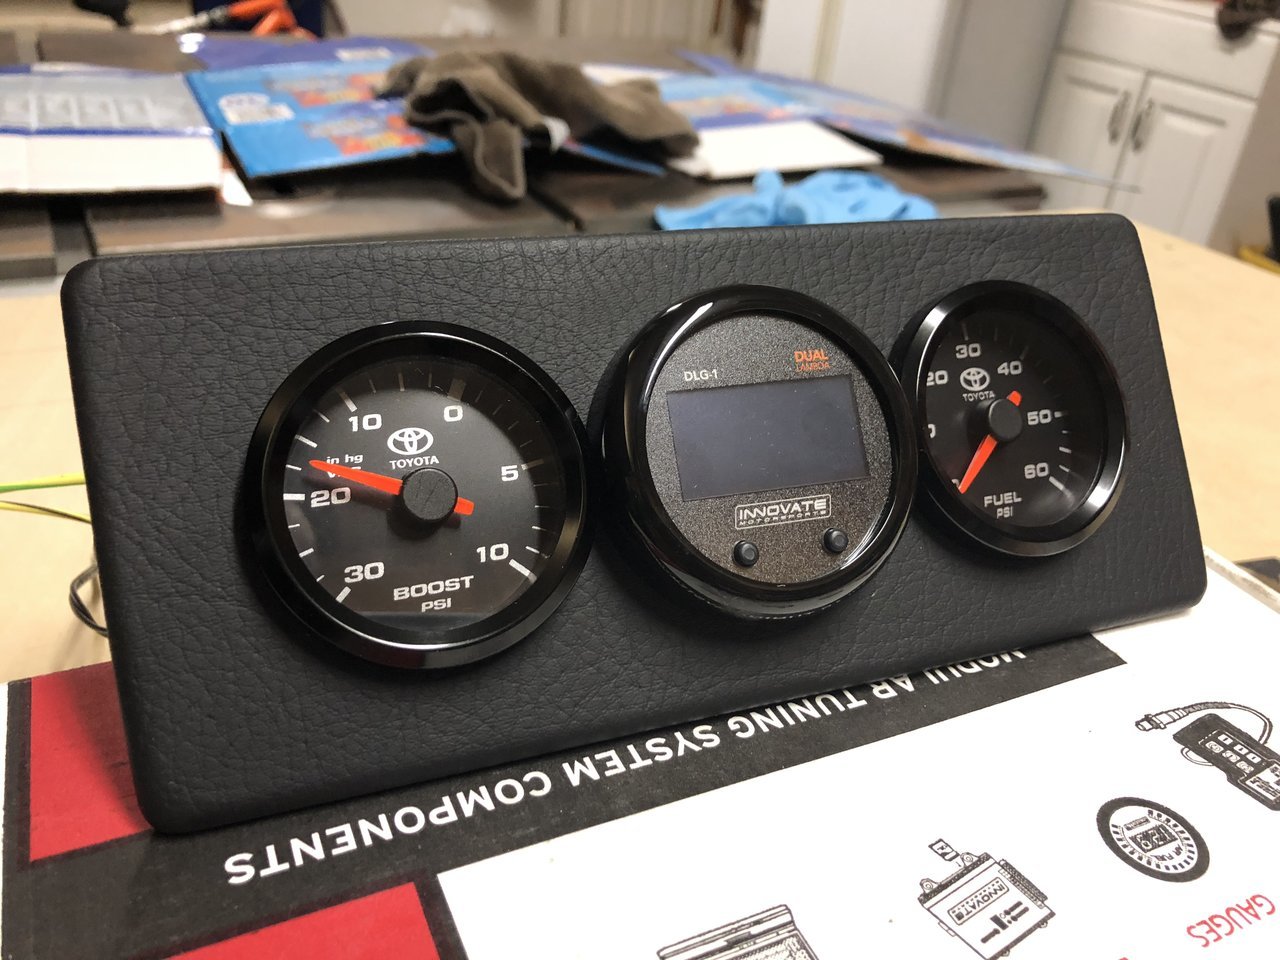 10
0
in hg
TOYOTA
5
20
30
10
BOOST
PSI
DLG-1
DUAL
LAMBDA
INNOVATE
MOTORSPORTS
30
40
20
TOYOTA
50
60
FUEL
PSI
MODULAR TUNING SYSTEM COMPONENTS
INNOVATE
GAUGES